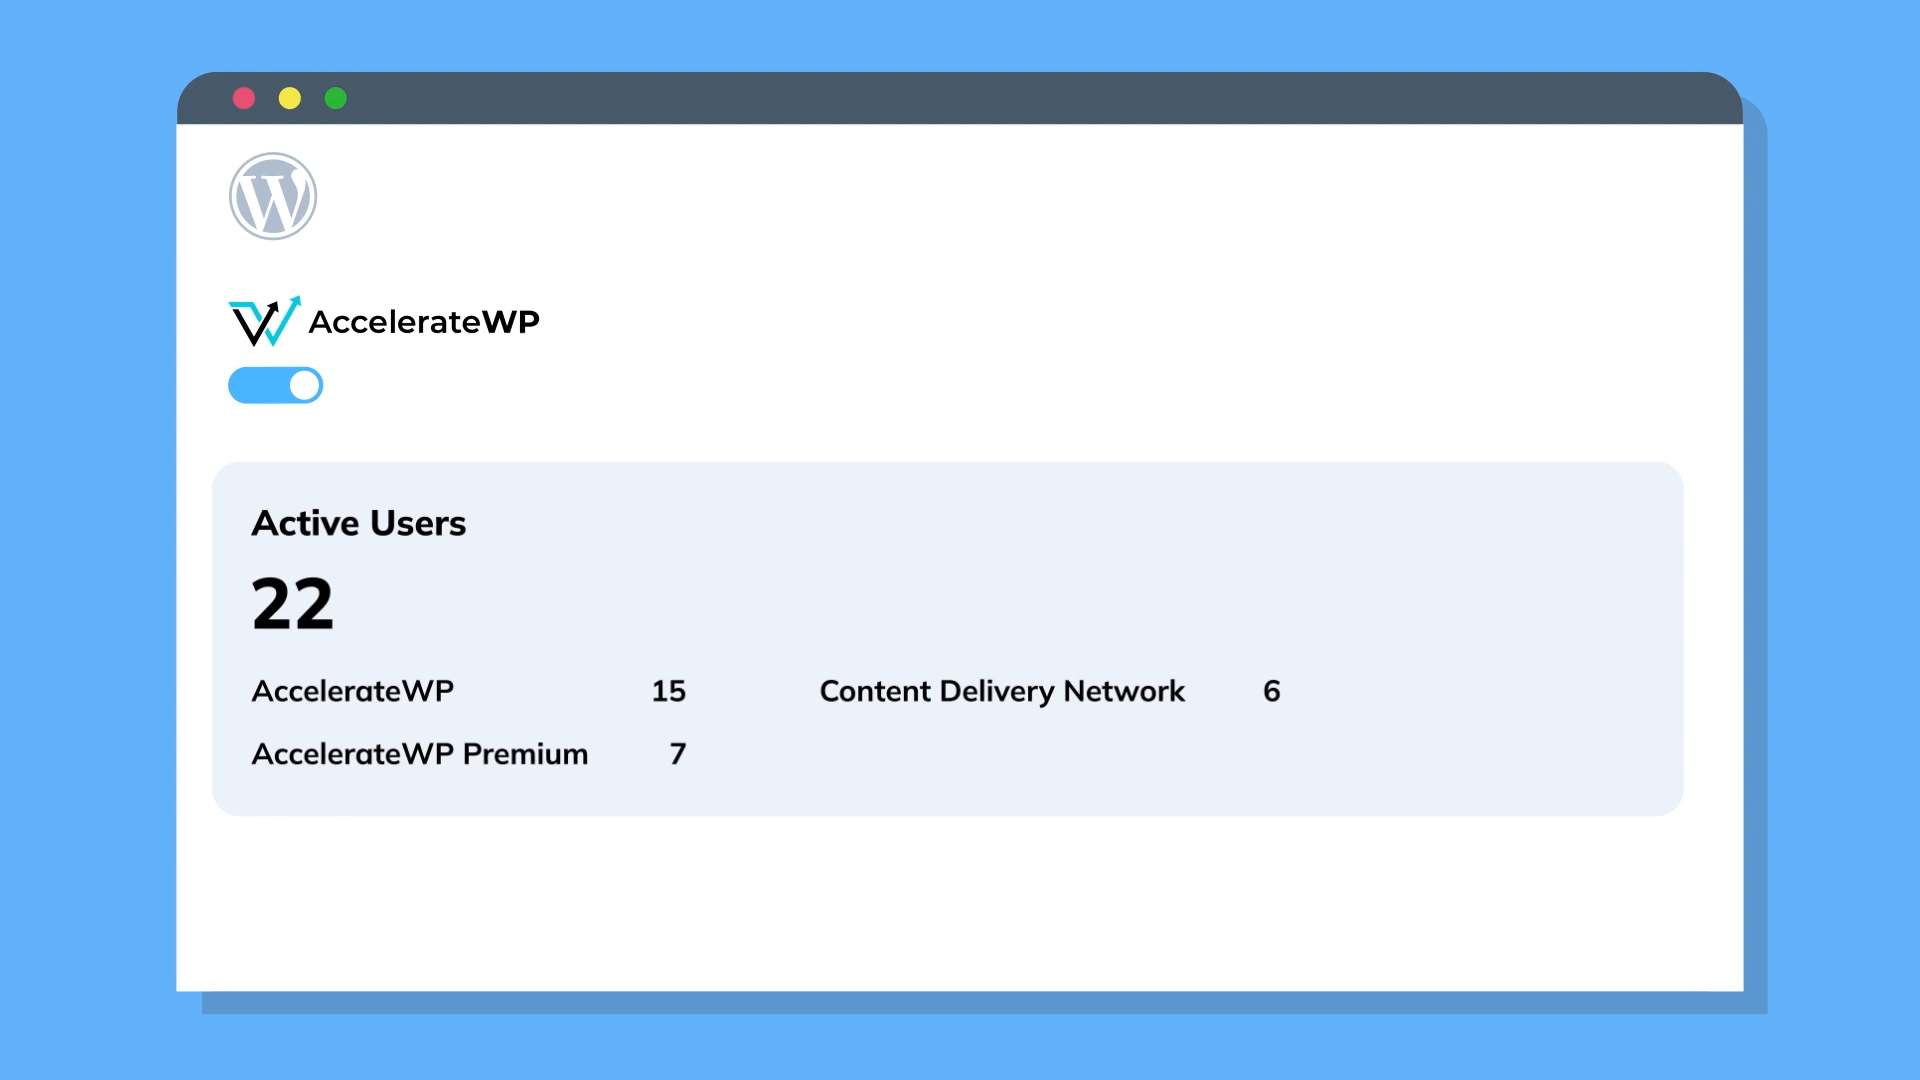 AccelerateWP
Active Users
22
AccelerateWP 15 Content Delivery Network 6
AccelerateWP Premium 7